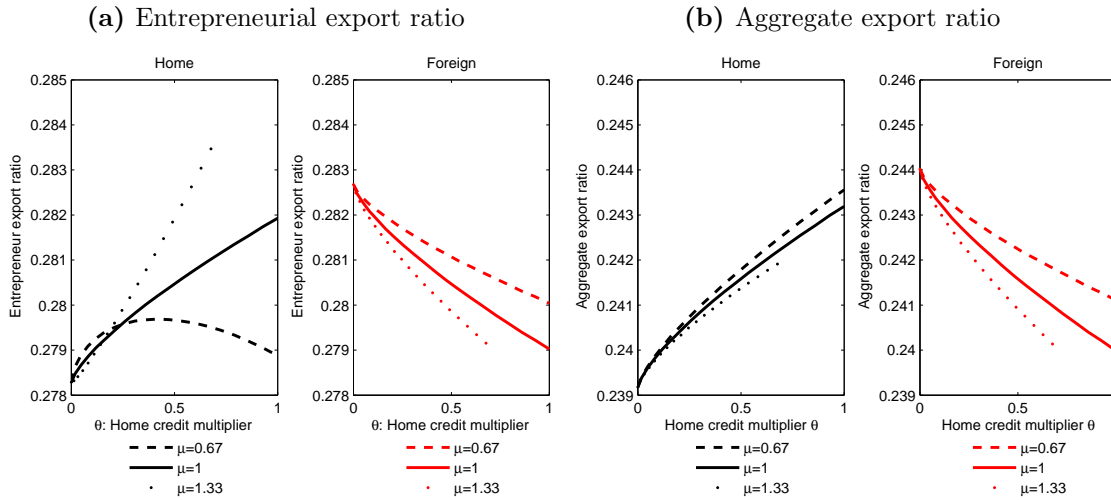 (a) Entrepreneurial export ratio
Home
Entrepreneur export ratio
0.285
0.284
0.283
0.282
0.281
0.28
0.279
0.278
0 0.5 1
θ: Home credit multiplier
μ=0.67
μ=1
μ=1.33
Foreign
Entrepreneur export ratio
0.285
0.284
0.283
0.282
0.281
0.28
0.279
0.278
0 0.5 1
θ: Home credit multiplier
μ=0.67
μ=1
μ=1.33
(b) Aggregate export ratio
Home
Aggregate export ratio
0.246
0.245
0.244
0.243
0.242
0.241
0.24
0.239
0 0.5 1
Home credit multiplier θ
μ=0.67
μ=1
μ=1.33
Foreign
Aggregate export ratio
0.246
0.245
0.244
0.243
0.242
0.241
0.24
0.239
0 0.5
Home credit multiplier θ
μ=0.67
μ=1
μ=1.33